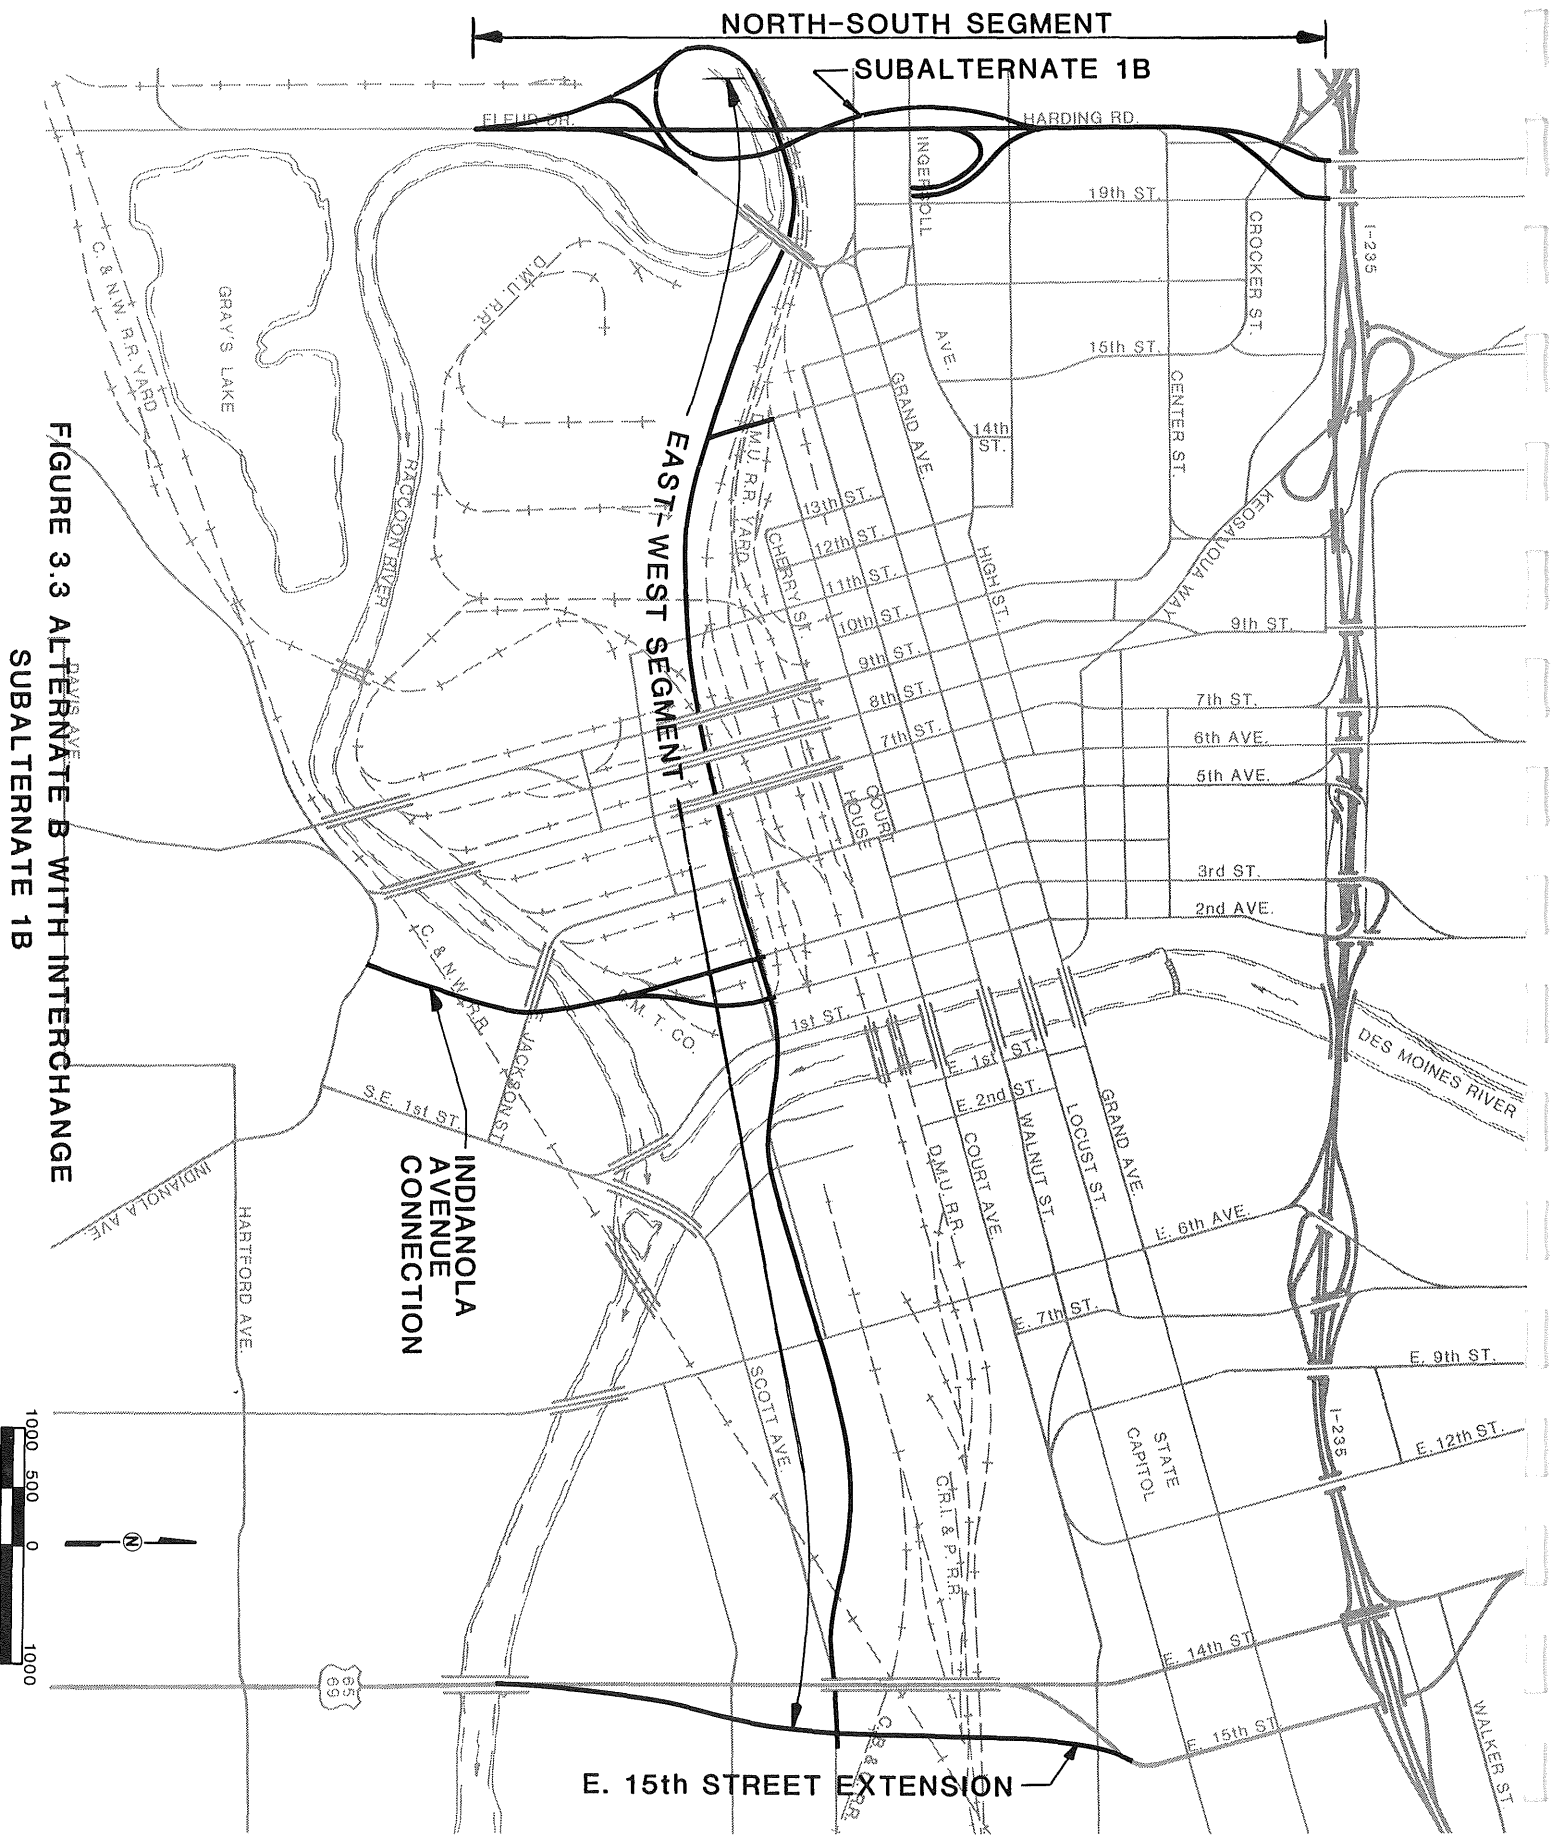 NORTH-SOUTH SEGMENT
SUBALTERNATE 1B
FLEUR DR.
HARDING RD.
INGERSOLL
AVE.
19th ST.
CROCKER ST.
I-235
C. & N.W. R.R. YARD
GRAY'S LAKE
D.M.U. R.R.
RACCOON RIVER
15th ST.
CENTER ST.
GRAND AVE.
14th
ST.
KEOSAUQUA WAY
D.M.U. R.R. YARD
EAST-WEST SEGMENT
13th ST.
12th ST.
11th ST.
10th ST.
9th ST.
8th ST.
7th ST.
CHERRY ST.
HIGH ST.
9th ST.
7th ST.
6th AVE.
5th AVE.
3rd ST.
2nd AVE.
COURT
HOUSE
DAVIS AVE.
C. & N.W. R.R.
D.M.T. CO.
1st ST.
E. 1st ST.
E. 2nd ST.
JACKSON ST.
S.E. 1st ST.
DES MOINES RIVER
GRAND AVE.
LOCUST ST.
WALNUT ST.
COURT AVE.
D.M.U. R.R.
INDIANOLA
AVENUE
CONNECTION
INDIANOLA AVE.
HARTFORD AVE.
E. 6th AVE.
E. 7th ST.
E. 9th ST.
E. 12th ST.
I-235
STATE
CAPITOL
SCOTT AVE.
C.R.I. & P. R.R.
E. 14th ST
E. 15th ST
WALKER ST.
65
69
C.B. & Q. R.R.
E. 15th STREET EXTENSION
1000 500 0 1000
N
FIGURE 3.3 ALTERNATE B WITH INTERCHANGE
SUBALTERNATE 1B